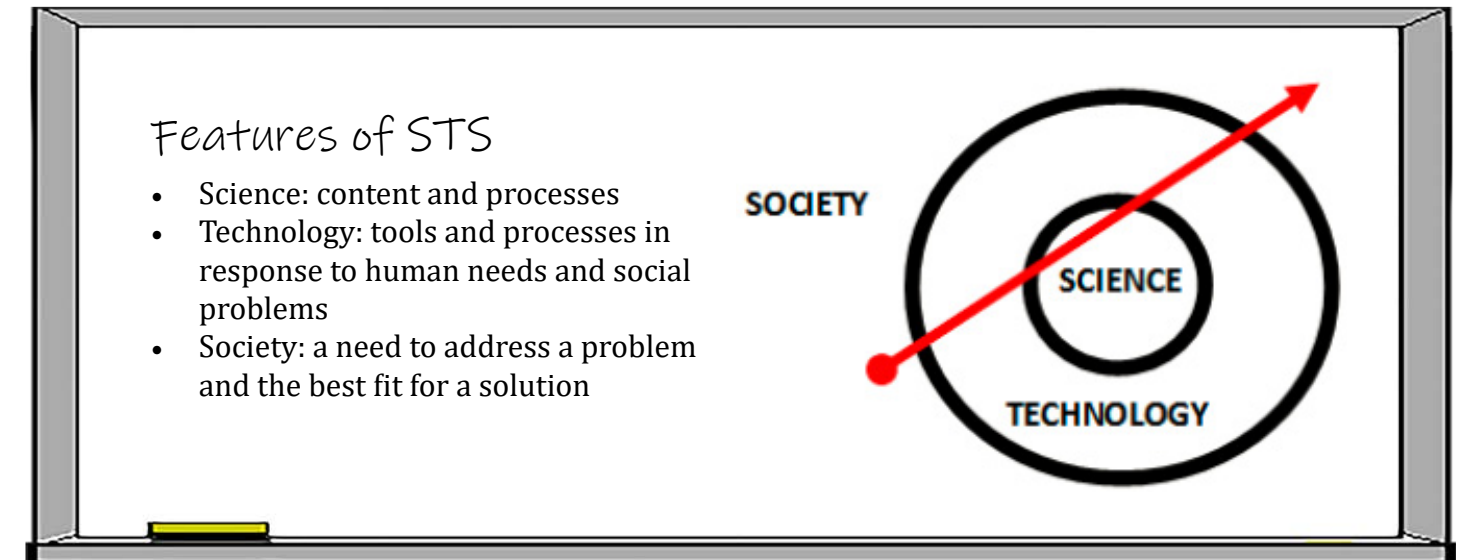 Features of STS
• Science: content and processes
• Technology: tools and processes in
response to human needs and social
problems
• Society: a need to address a problem
and the best fit for a solution
SOCIETY
SCIENCE
TECHNOLOGY